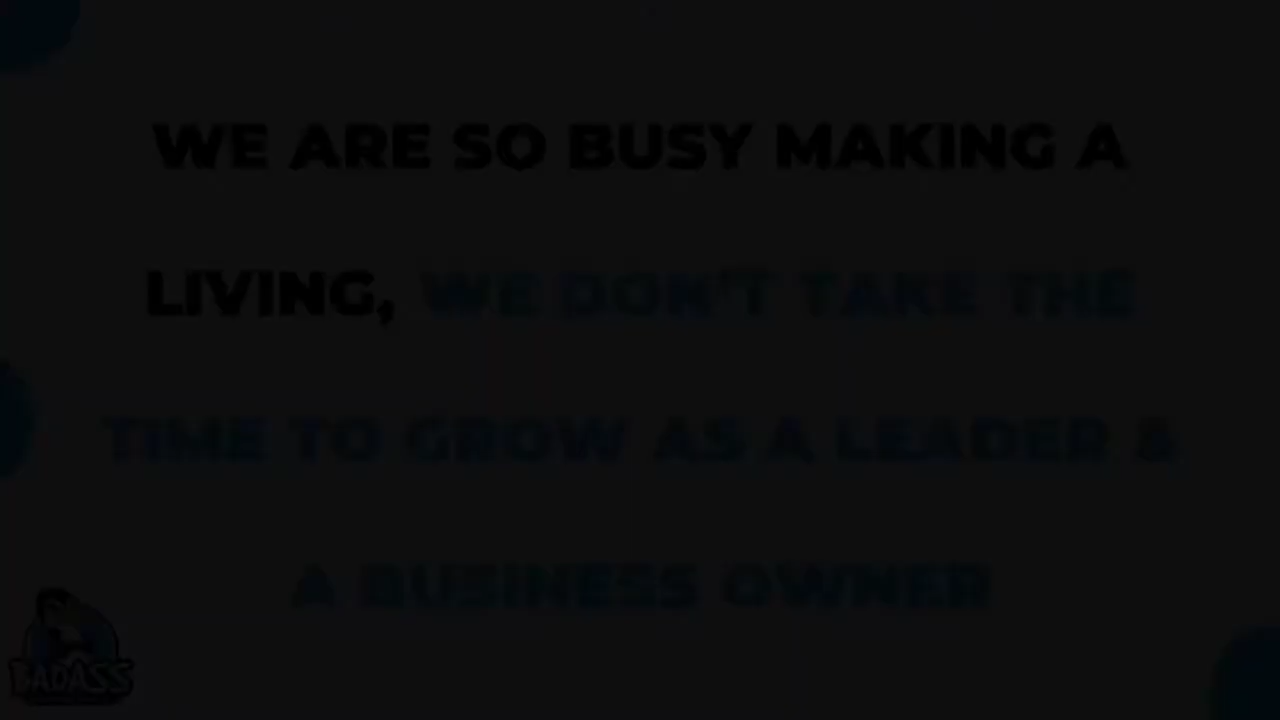 WE ARE SO BUSY MAKING A
LIVING, WE DON'T TAKE THE
TIME TO GROW AS A LEADER &
A BUSINESS OWNER
BADASS